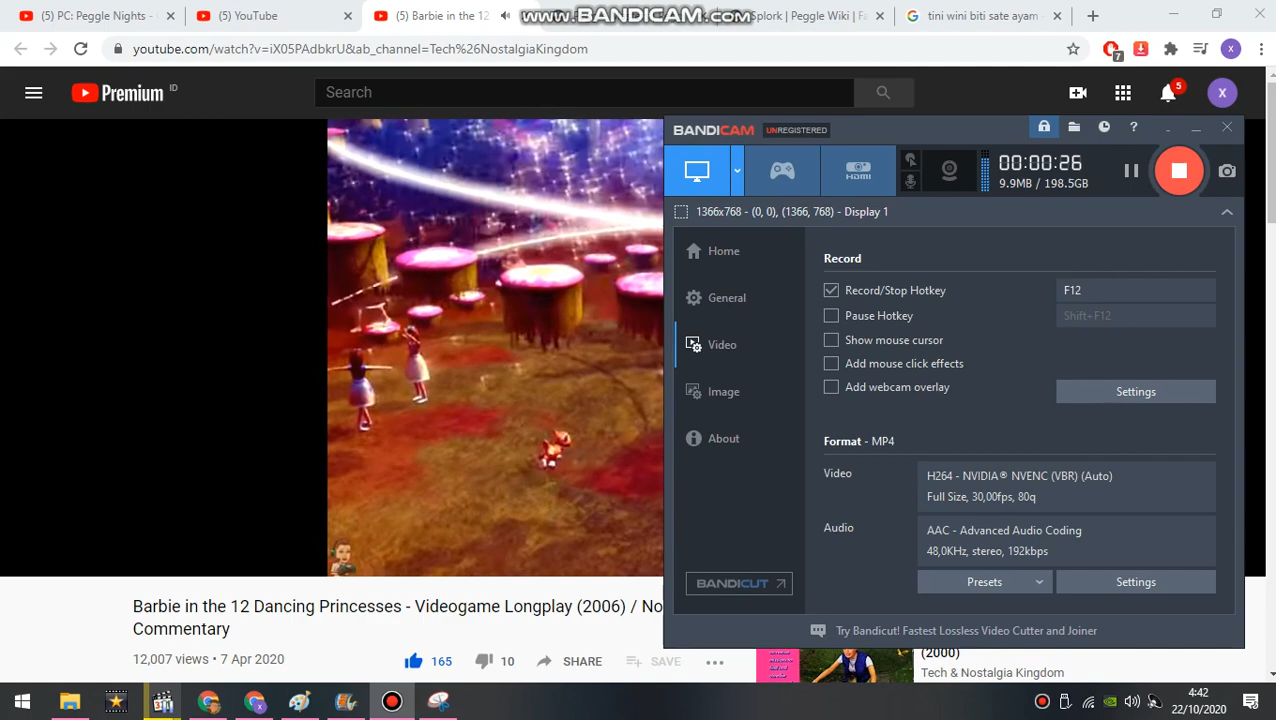 (5) PC: Peggle Nights -
(5) YouTube
(5) Barbie in the 12
www.BANDICAM.com
Splork | Peggle Wiki | Fa
tini wini biti sate ayam -
youtube.com/watch?v=iX05PAdbkrU&ab_channel=Tech%26NostalgiaKingdom
7
X
Premium ID
Search
5
X
BANDICAM UNREGISTERED
HDMI
00:00:26
9.9MB / 198.5GB
1366x768 - (0, 0), (1366, 768) - Display 1
Home
General
Video
Image
About
BANDICUT
Record
Record/Stop Hotkey
F12
Pause Hotkey
Shift+F12
Show mouse cursor
Add mouse click effects
Add webcam overlay
Settings
Format - MP4
Video
H264 - NVIDIA® NVENC (VBR) (Auto)
Full Size, 30,00fps, 80q
Audio
AAC - Advanced Audio Coding
48,0KHz, stereo, 192kbps
Presets
Settings
Try Bandicut! Fastest Lossless Video Cutter and Joiner
Barbie in the 12 Dancing Princesses - Videogame Longplay (2006) / No
Commentary
12,007 views • 7 Apr 2020
165
10
SHARE
SAVE
(2000)
Tech & Nostalgia Kingdom
4:42
22/10/2020